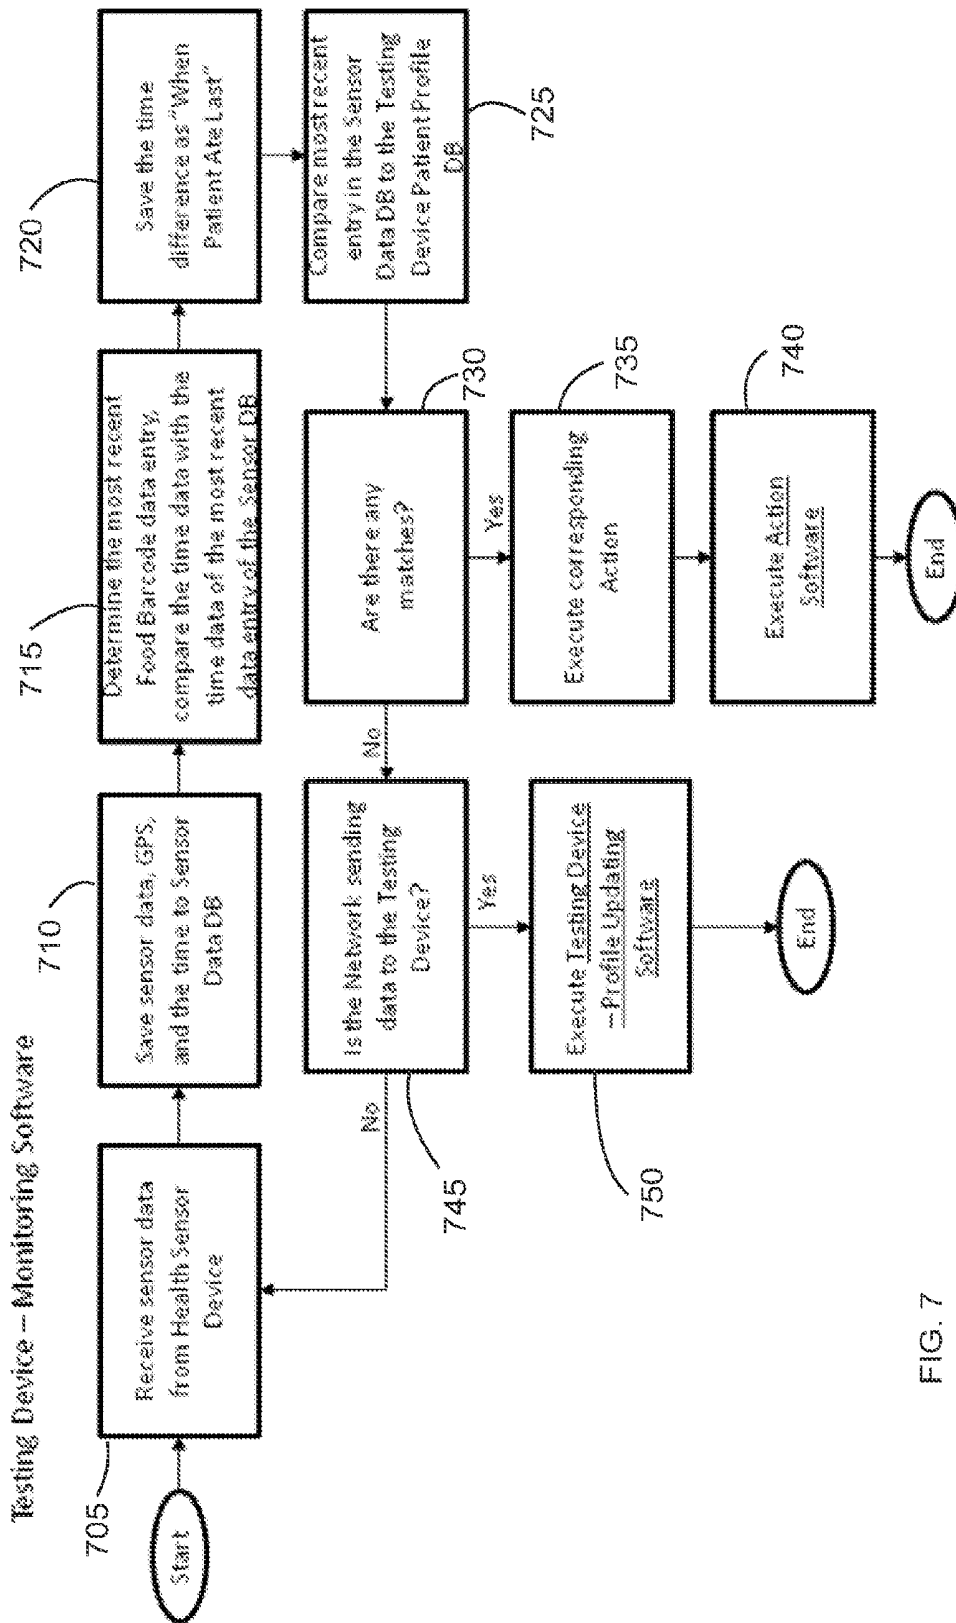 Testing Device – Monitoring Software
Start
705
Receive sensor data
from Health Sensor
Device
710
Save sensor data, GPS,
and the time to Sensor
Data DB
715
Determine the most recent
Food Barcode data entry,
compare the time data with the
time data of the most recent
data entry of the Sensor DB
720
Save the time
difference as "When
Patient Ate Last"
Compare most recent
entry in the Sensor
Data DB to the Testing
Device Patient Profile
DB
725
Are there any
matches?
730
Yes
No
Execute corresponding
Action
735
Execute Action
Software
740
End
Is the Network sending
data to the Testing
Device?
745
No
Yes
Execute Testing Device
–Profile Updating
Software
750
End
FIG. 7